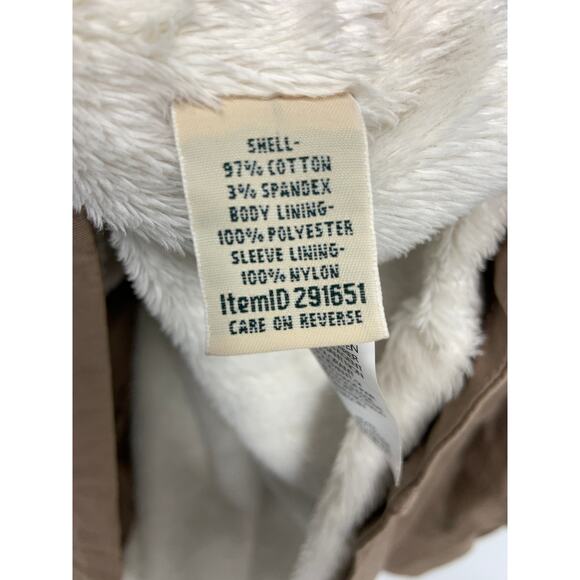 SHELL-
97% COTTON
3% SPANDEX
BODY LINING-
100% POLYESTER
SLEEVE LINING-
100% NYLON
ItemID 291651
CARE ON REVERSE